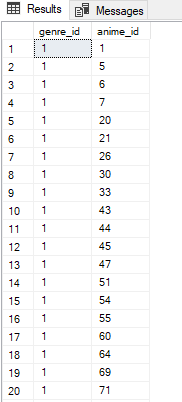 Results Messages
genre_id anime_id
1 1 1
2 1 5
3 1 6
4 1 7
5 1 20
6 1 21
7 1 26
8 1 30
9 1 33
10 1 43
11 1 44
12 1 45
13 1 47
14 1 51
15 1 54
16 1 55
17 1 60
18 1 64
19 1 69
20 1 71